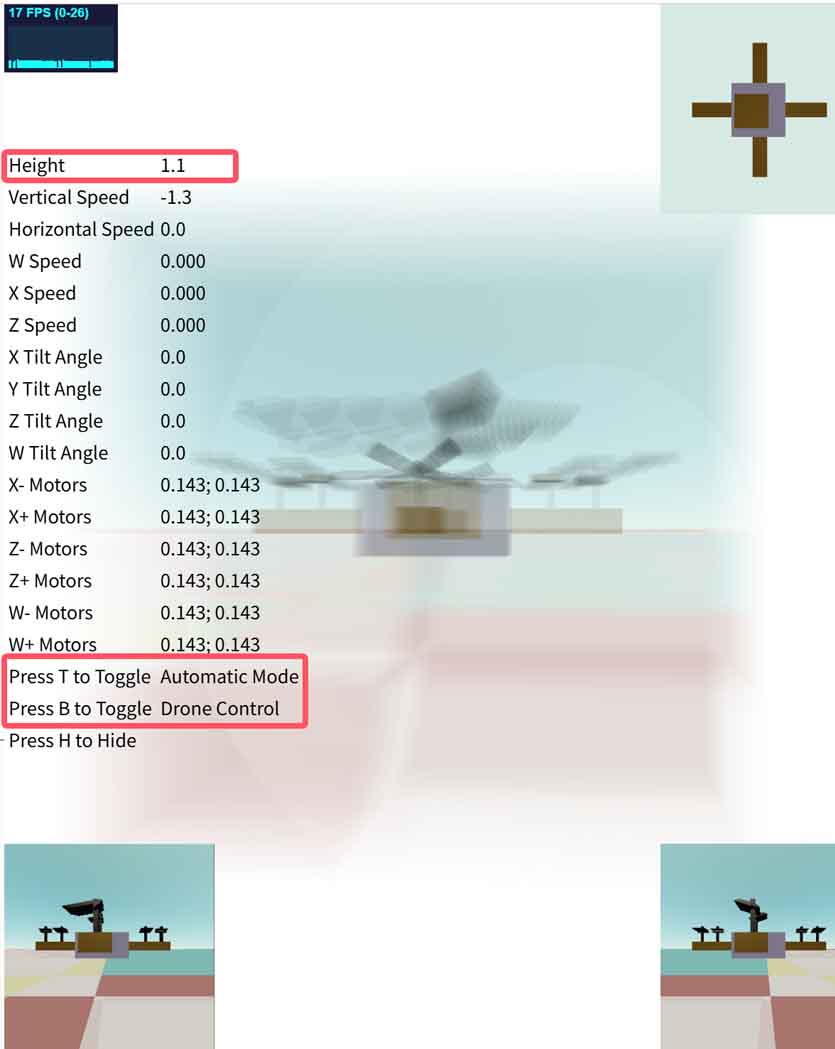 17 FPS (0-26)
Height 1.1
Vertical Speed -1.3
Horizontal Speed 0.0
W Speed 0.000
X Speed 0.000
Z Speed 0.000
X Tilt Angle 0.0
Y Tilt Angle 0.0
Z Tilt Angle 0.0
W Tilt Angle 0.0
X- Motors 0.143; 0.143
X+ Motors 0.143; 0.143
Z- Motors 0.143; 0.143
Z+ Motors 0.143; 0.143
W- Motors 0.143; 0.143
W+ Motors 0.143; 0.143
Press T to Toggle Automatic Mode
Press B to Toggle Drone Control
Press H to Hide